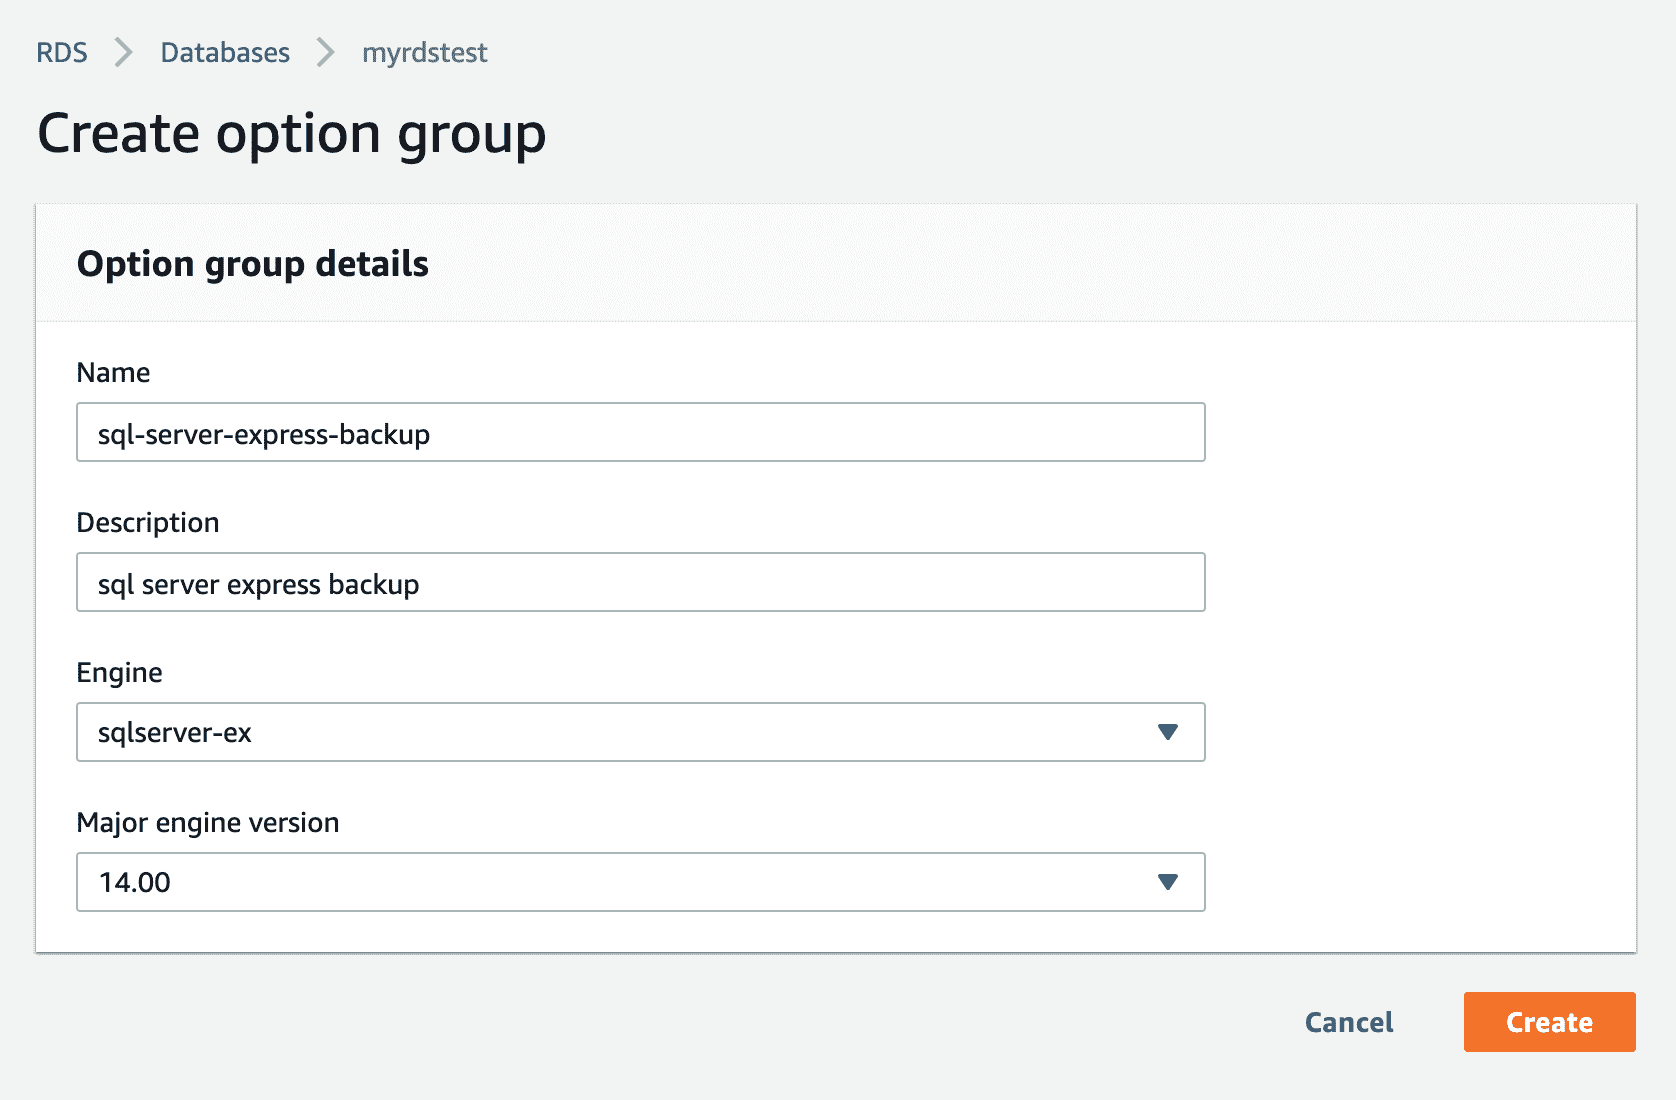 RDS > Databases > myrdstest
Create option group
Option group details
Name
sql-server-express-backup
Description
sql server express backup
Engine
sqlserver-ex
Major engine version
14.00
Cancel Create